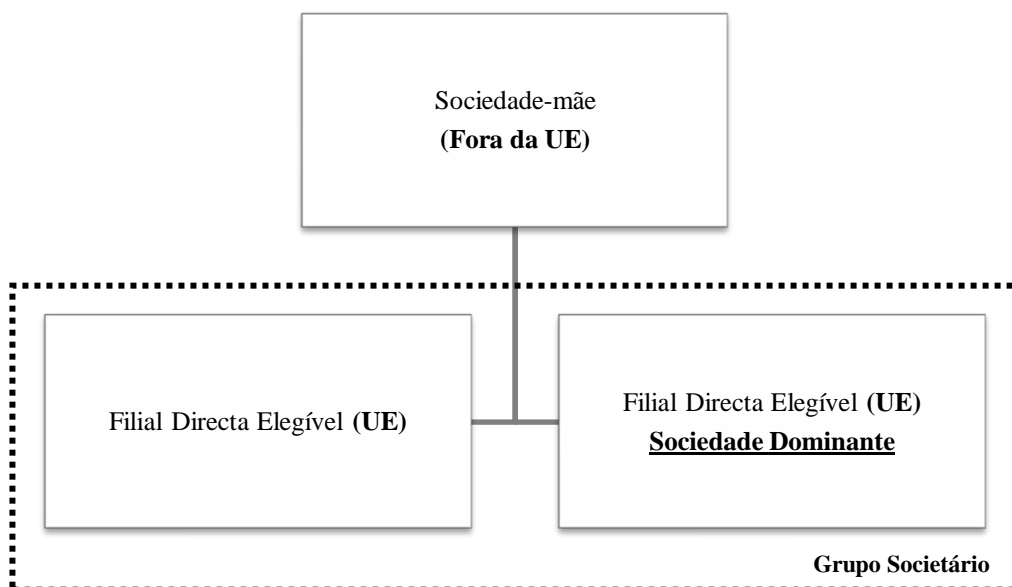 Sociedade-mãe
(Fora da UE)
Filial Directa Elegível (UE)
Filial Directa Elegível (UE)
Sociedade Dominante
Grupo Societário